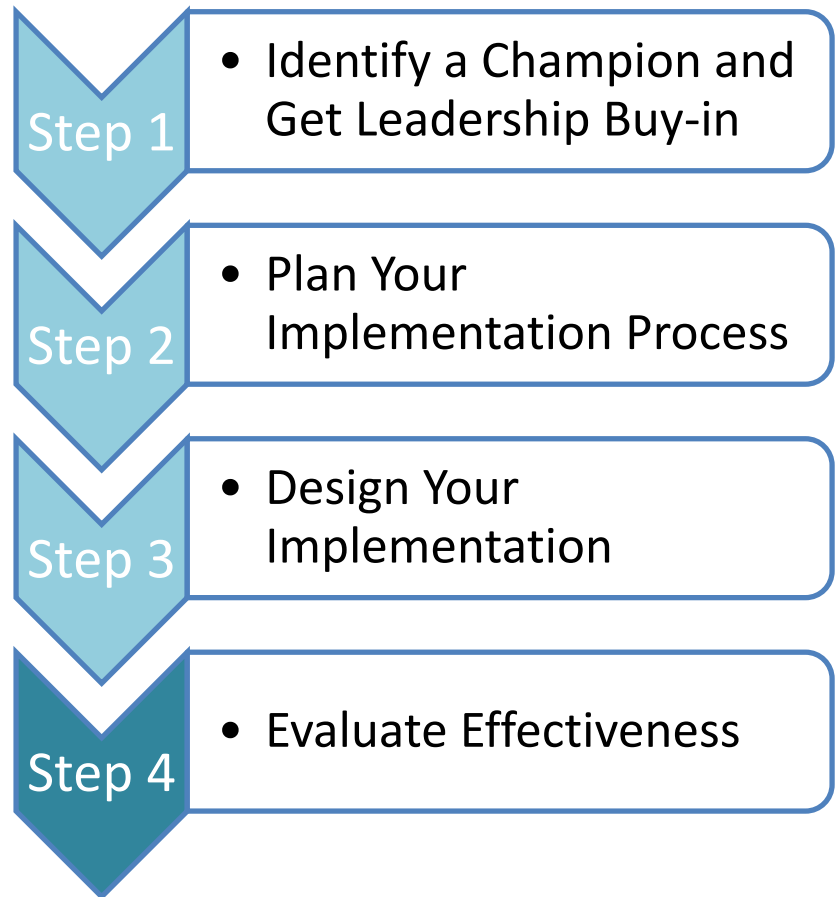 Step 1
• Identify a Champion and
Get Leadership Buy-in
Step 2
• Plan Your
Implementation Process
Step 3
• Design Your
Implementation
Step 4
• Evaluate Effectiveness